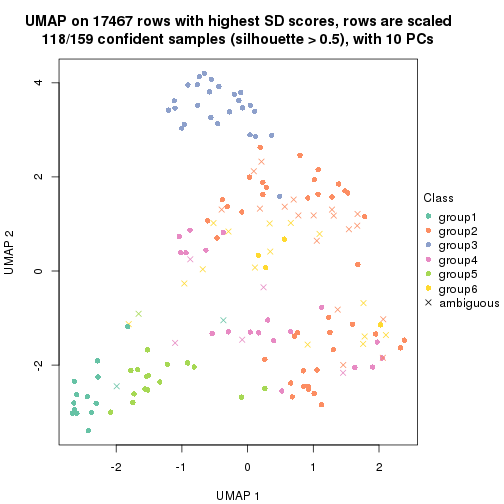 UMAP on 17467 rows with highest SD scores, rows are scaled
118/159 confident samples (silhouette > 0.5), with 10 PCs
4
2
0
-2
UMAP 2
-2
-1
0
1
2
UMAP 1
Class
group1
group2
group3
group4
group5
group6
ambiguous